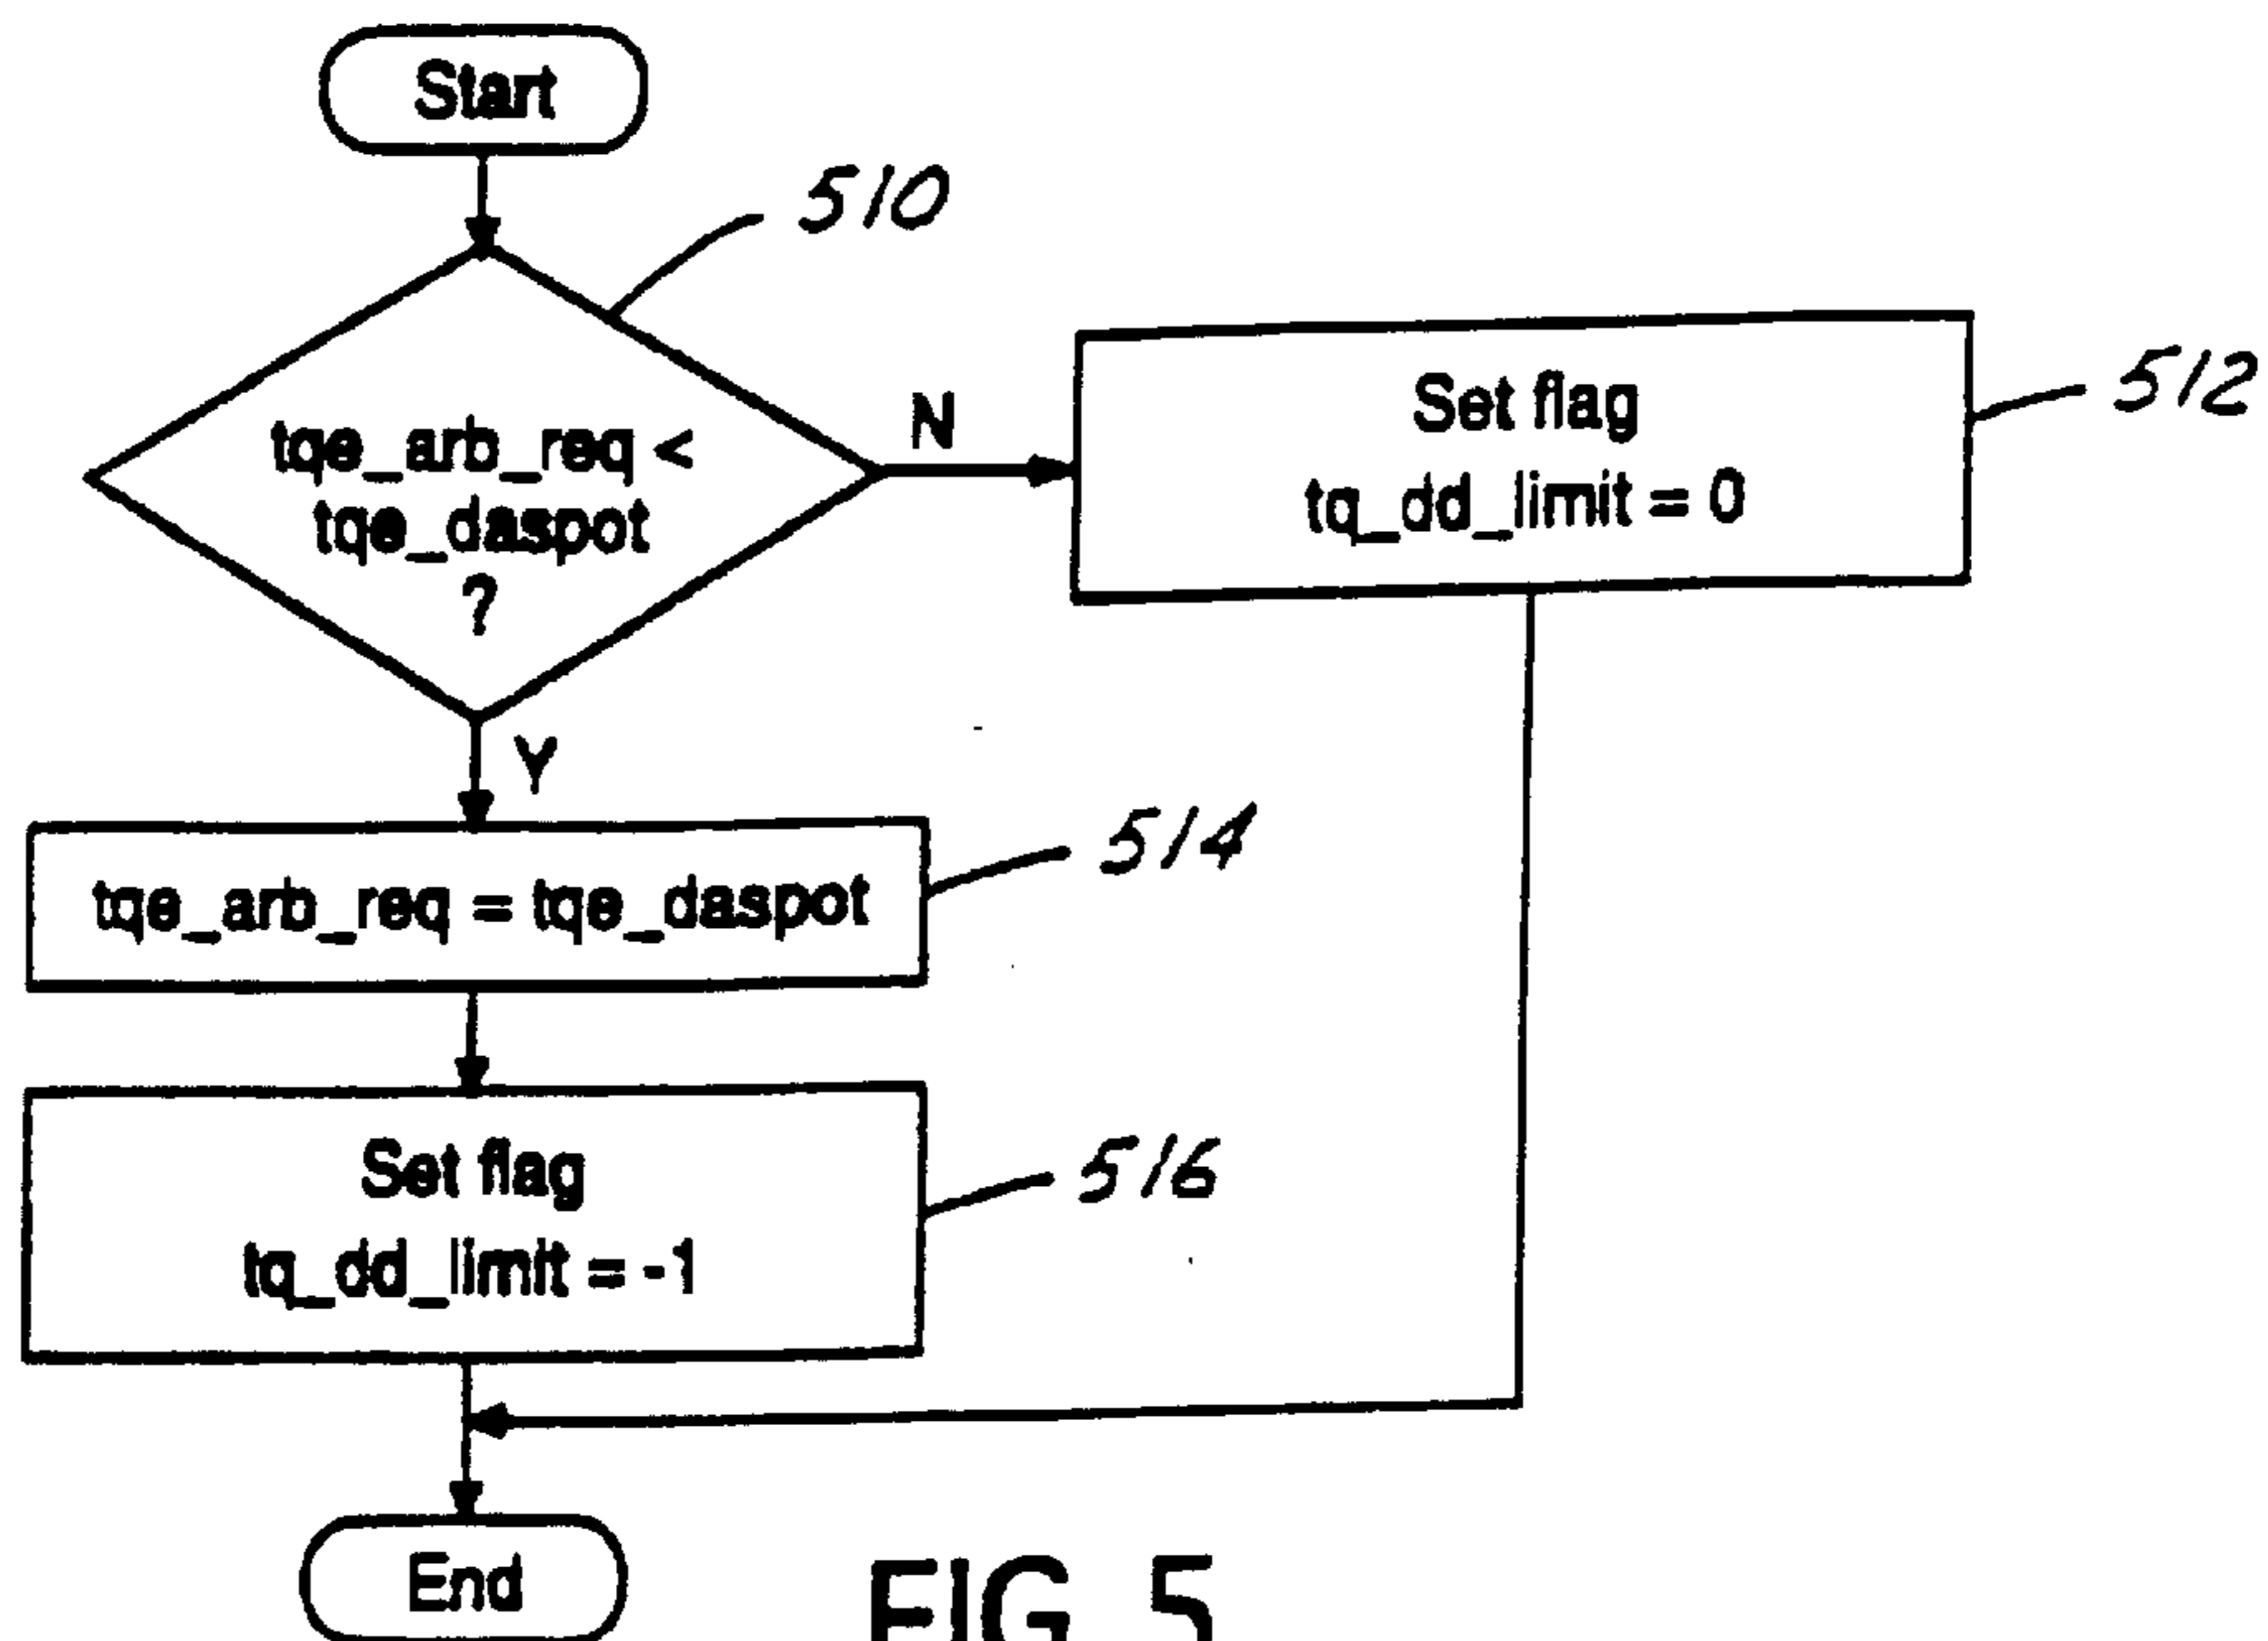 Start
510
tqe_arb_req <
tqe_daspot
?
N
Set flag
tq_dd_limit = 0
512
Y
tqe_arb_req = tqe_daspot
514
Set flag
tq_dd_limit = -1
516
End
FIG. 5